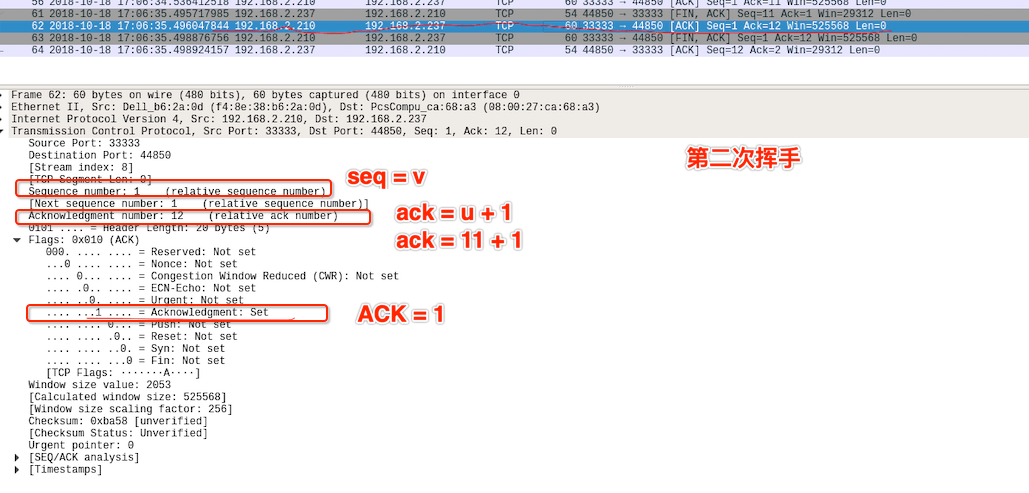 56 2018-10-18 17:06:34.536412518 192.168.2.210 192.168.2.237 TCP 60 33333 → 44850 [ACK] Seq=1 Ack=11 Win=525568 Len=0
61 2018-10-18 17:06:35.495717985 192.168.2.237 192.168.2.210 TCP 54 44850 → 33333 [FIN, ACK] Seq=11 Ack=1 Win=29312 Len=0
62 2018-10-18 17:06:35.496047844 192.168.2.210 192.168.2.237 TCP 60 33333 → 44850 [ACK] Seq=1 Ack=12 Win=525568 Len=0
63 2018-10-18 17:06:35.498876756 192.168.2.210 192.168.2.237 TCP 60 33333 → 44850 [FIN, ACK] Seq=1 Ack=12 Win=525568 Len=0
64 2018-10-18 17:06:35.498924157 192.168.2.237 192.168.2.210 TCP 54 44850 → 33333 [ACK] Seq=12 Ack=2 Win=29312 Len=0
Frame 62: 60 bytes on wire (480 bits), 60 bytes captured (480 bits) on interface 0
Ethernet II, Src: Dell_b6:2a:0d (f4:8e:38:b6:2a:0d), Dst: PcsCompu_ca:68:a3 (08:00:27:ca:68:a3)
Internet Protocol Version 4, Src: 192.168.2.210, Dst: 192.168.2.237
Transmission Control Protocol, Src Port: 33333, Dst Port: 44850, Seq: 1, Ack: 12, Len: 0
Source Port: 33333
Destination Port: 44850
第二次挥手
[Stream index: 8]
[TCP Segment Len: 0]
seq = v
Sequence number: 1 (relative sequence number)
[Next sequence number: 1 (relative sequence number)]
Acknowledgment number: 12 (relative ack number)
ack = u + 1
0101 .... = Header Length: 20 bytes (5)
Flags: 0x010 (ACK)
ack = 11 + 1
000. .... .... = Reserved: Not set
...0 .... .... = Nonce: Not set
.... 0... .... = Congestion Window Reduced (CWR): Not set
.... .0.. .... = ECN-Echo: Not set
.... ..0. .... = Urgent: Not set
.... ...1 .... = Acknowledgment: Set
ACK = 1
.... .... 0... = Push: Not set
.... .... .0.. = Reset: Not set
.... .... ..0. = Syn: Not set
.... .... ...0 = Fin: Not set
[TCP Flags: ·······A····]
Window size value: 2053
[Calculated window size: 525568]
[Window size scaling factor: 256]
Checksum: 0xba58 [unverified]
[Checksum Status: Unverified]
Urgent pointer: 0
[SEQ/ACK analysis]
[Timestamps]